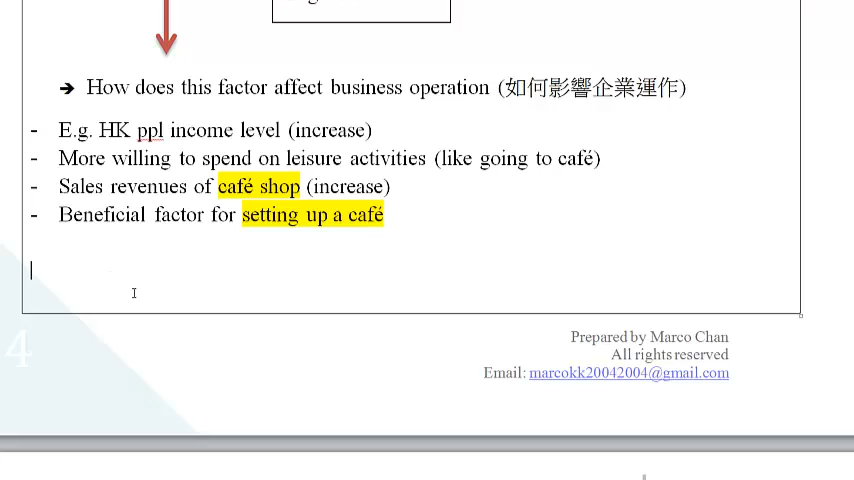 ➔ How does this factor affect business operation (如何影響企業運作)
- E.g. HK ppl income level (increase)
- More willing to spend on leisure activities (like going to café)
- Sales revenues of café shop (increase)
- Beneficial factor for setting up a café
4
Prepared by Marco Chan
All rights reserved
Email: marcokk20042004@gmail.com